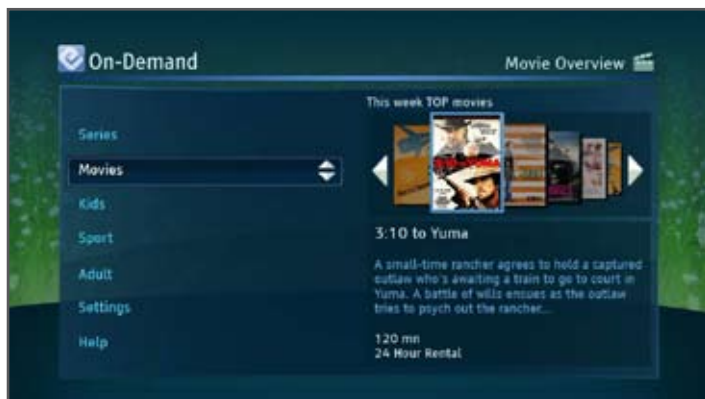 On-Demand
Movie Overview
Series
Movies
Kids
Sport
Adult
Settings
Help
This week TOP movies
3:10 to Yuma
A small-time rancher agrees to hold a captured
outlaw who's awaiting a train to go to court in
Yuma. A battle of wills ensues as the outlaw
tries to psych out the rancher...
120 mn
24 Hour Rental